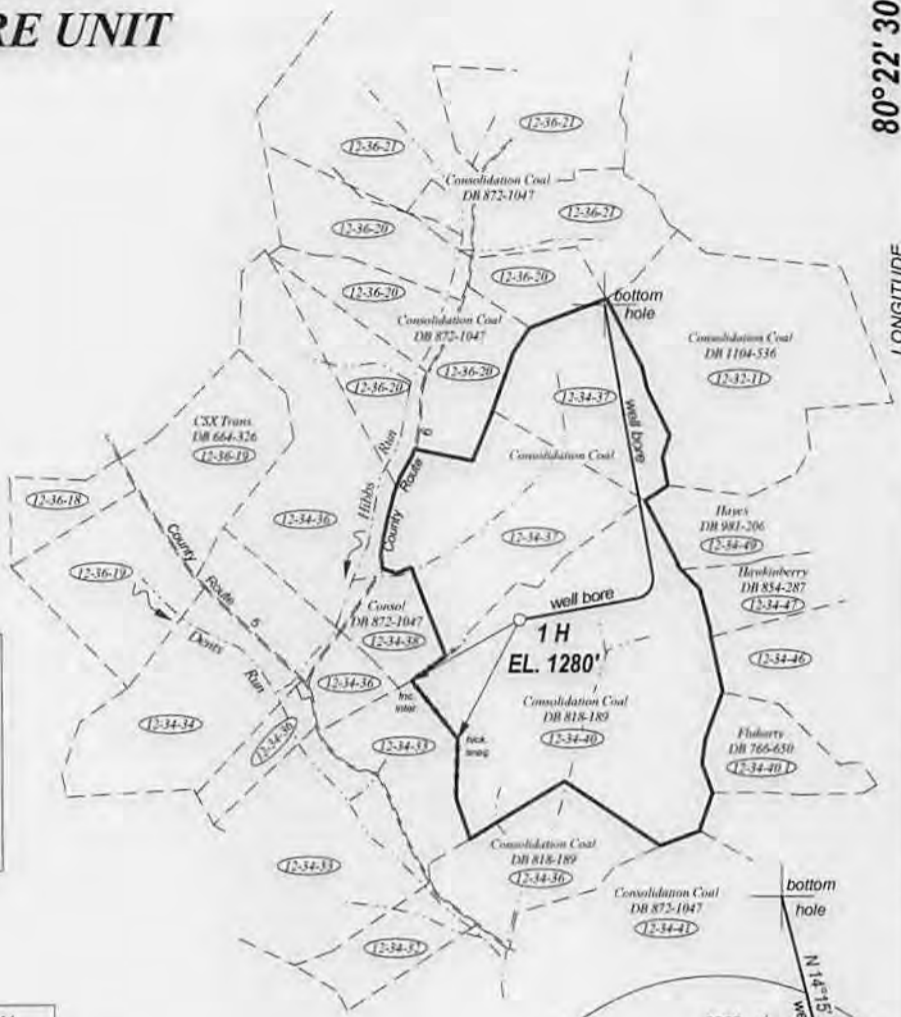 RE UNIT
80°22' 30
LONGITUDE
12-36-21
12-36-21
Consolidation Coal
DB 872-1047
12-36-21
12-36-20
12-36-20
12-36-20
bottom
hole
Consolidation Coal
DB 872-1047
Consolidation Coal
DB 1104-536
12-32-11
12-36-20
12-36-20
12-34-37
well bore
CSX Trans.
DB 664-326
12-36-19
Run
Hibbs
County Route 6
Consolidation Coal
12-36-18
12-34-36
County Route 6
12-34-37
Hayes
DB 981-206
12-34-49
12-36-19
Hawkinberry
DB 854-287
12-34-47
well bore
Consol
DB 872-1047
12-34-38
1 H
EL. 1280'
Dents Run
12-34-46
12-34-36
Inc.
inter.
Consolidation Coal
DB 818-189
12-34-40
12-34-34
12-34-36
12-34-33
hick.
snag
Fluharty
DB 766-650
12-34-40.1
Consolidation Coal
DB 818-189
12-34-36
12-34-33
Consolidation Coal
DB 872-1047
12-34-41
bottom
hole
12-34-32
N 14°15'